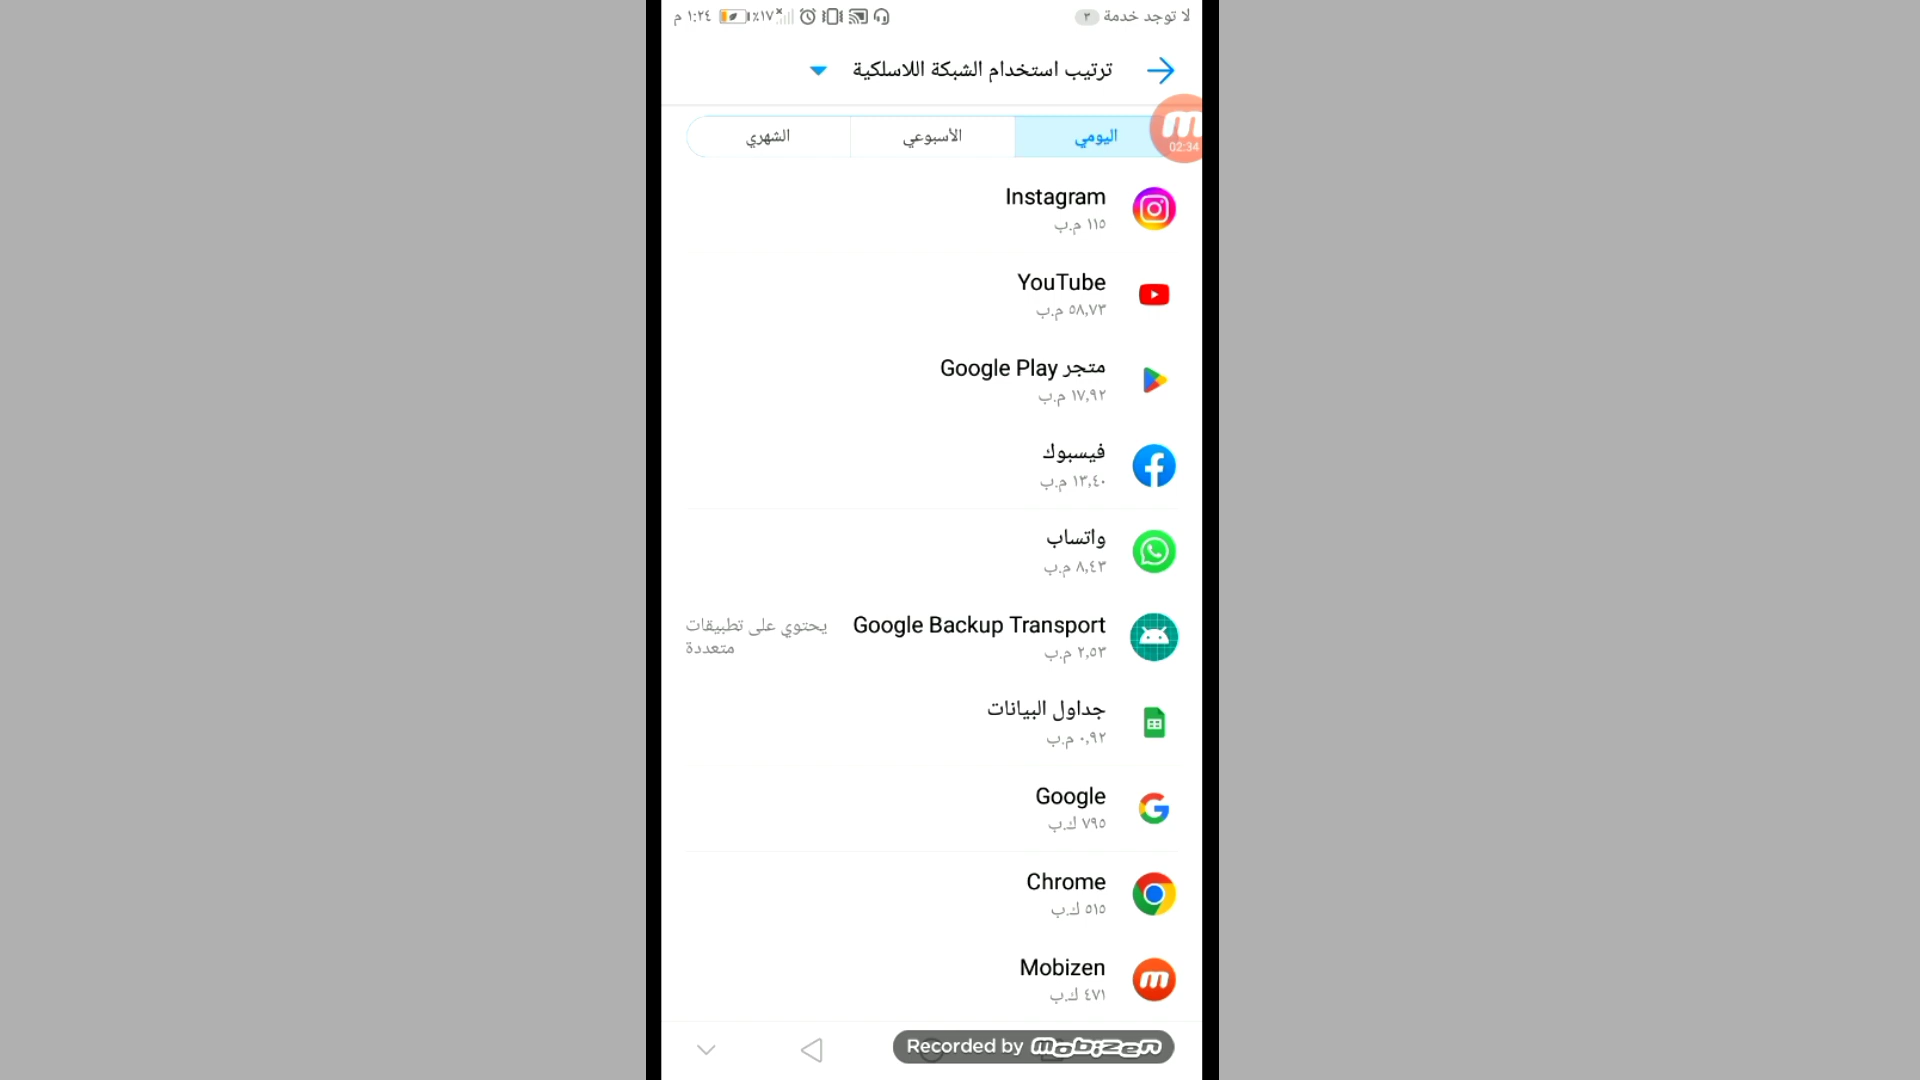 لا توجد خدمة ٣
٪١٧ ١:٢٤ م
ترتيب استخدام الشبكة اللاسلكية
اليومي
الأسبوعي
الشهري
02:34
Instagram
١١٥ م.ب
YouTube
٥٨,٧٣ م.ب
متجر Google Play
١٧,٩٢ م.ب
فيسبوك
١٣,٤٠ م.ب
واتساب
٨,٤٣ م.ب
Google Backup Transport
٢,٥٣ م.ب
يحتوي على تطبيقات
متعددة
جداول البيانات
٠,٩٢ م.ب
Google
٧٩٥ ك.ب
Chrome
٥١٥ ك.ب
Mobizen
٤٧١ ك.ب
Recorded by mobizen